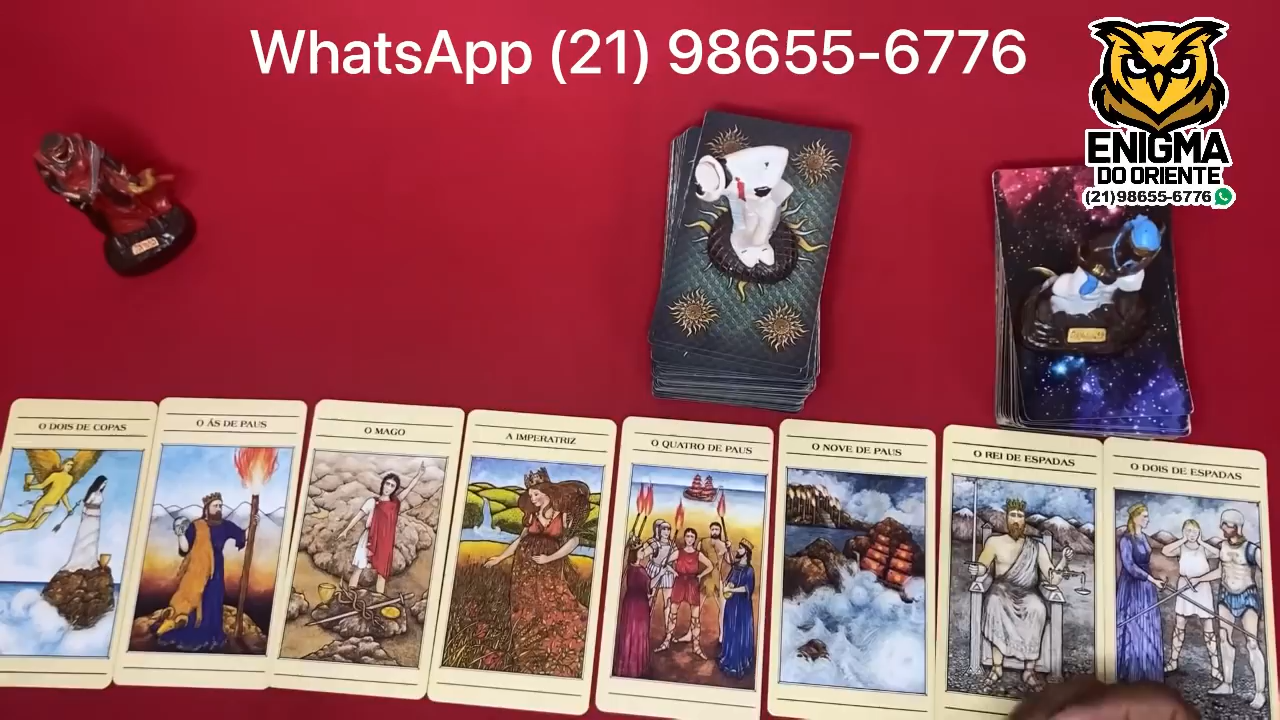 WhatsApp (21) 98655-6776
ENIGMA
DO ORIENTE
(21)98655-6776
O DOIS DE COPAS
O ÁS DE PAUS
O MAGO
A IMPERATRIZ
O QUATRO DE PAUS
O NOVE DE PAUS
O REI DE ESPADAS
O DOIS DE ESPADAS